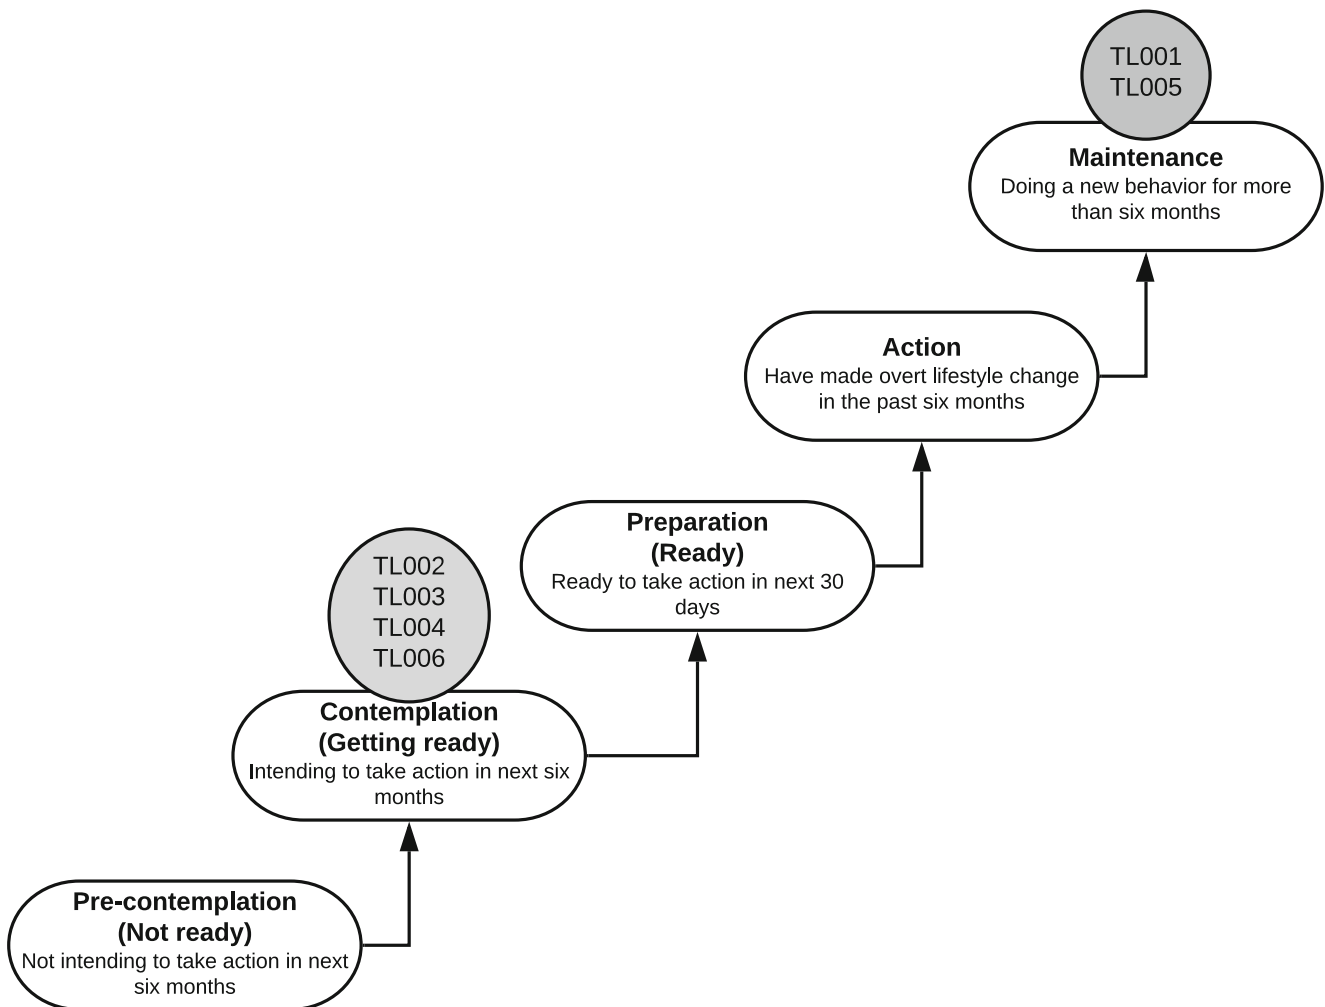 TL001
TL005
Maintenance
Doing a new behavior for more
than six months
Action
Have made overt lifestyle change
in the past six months
Preparation
(Ready)
Ready to take action in next 30
days
TL002
TL003
TL004
TL006
Contemplation
(Getting ready)
Intending to take action in next six
months
Pre-contemplation
(Not ready)
Not intending to take action in next
six months